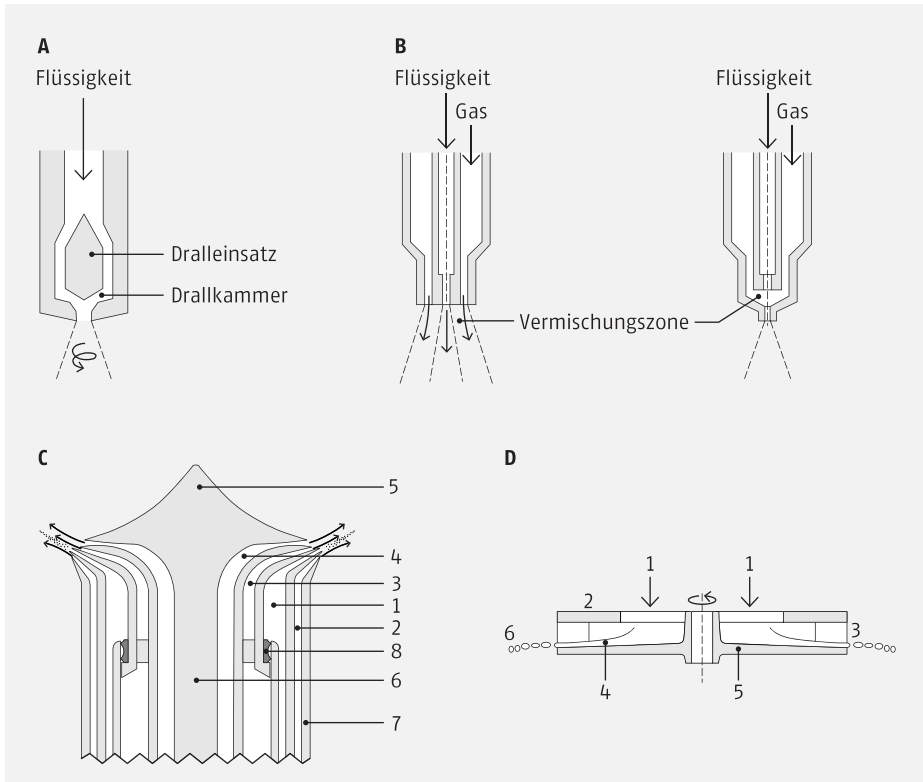 A
Flüssigkeit
Dralleinsatz
Drallkammer
B
Flüssigkeit
Gas
Flüssigkeit
Gas
Vermischungszone
C
5
4
3
1
2
8
6
7
D
1
1
2
3
6
4
5